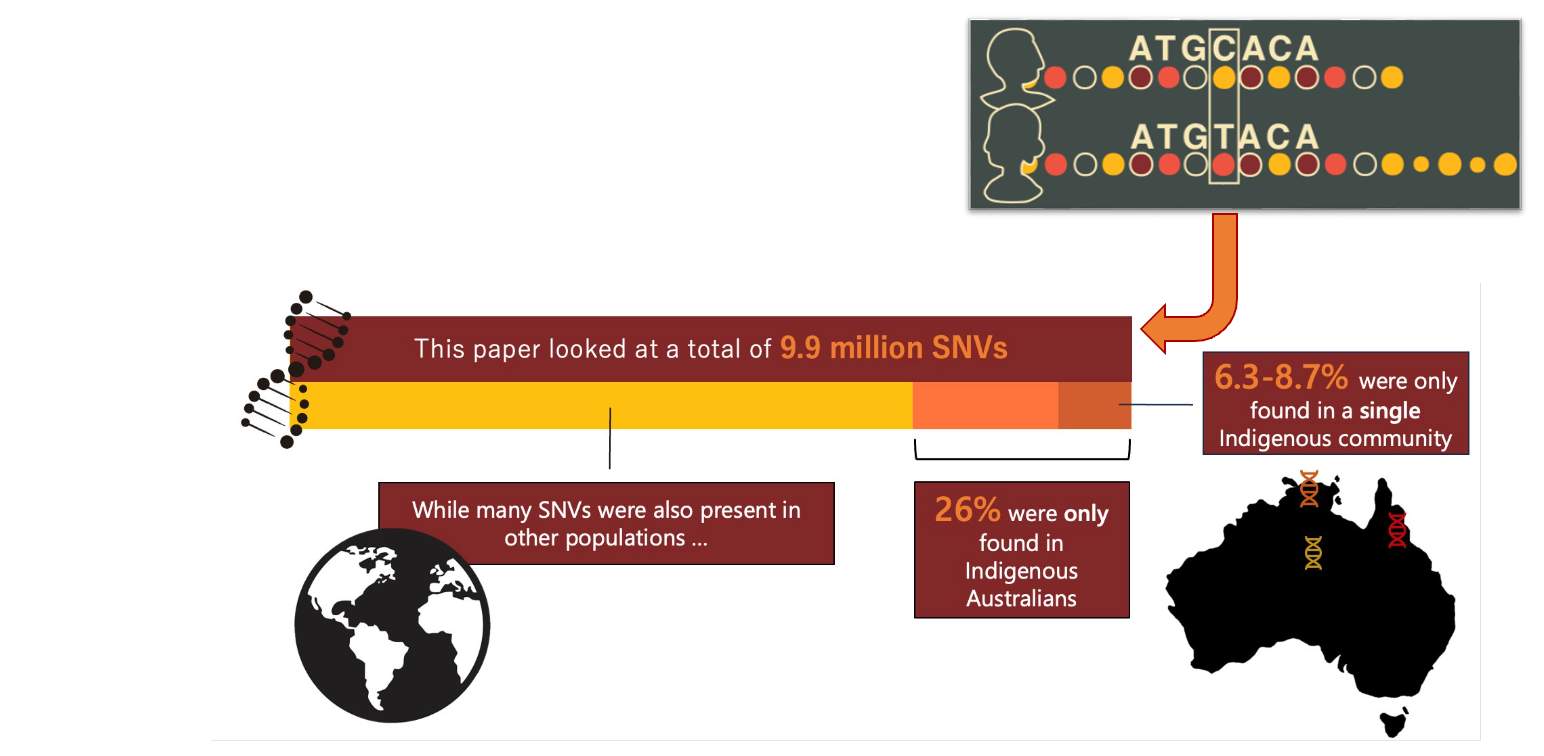 ATGCACA
ATGTACA
This paper looked at a total of 9.9 million SNVs
6.3-8.7% were only
found in a single
Indigenous community
While many SNVs were also present in
other populations ...
26% were only
found in
Indigenous
Australians